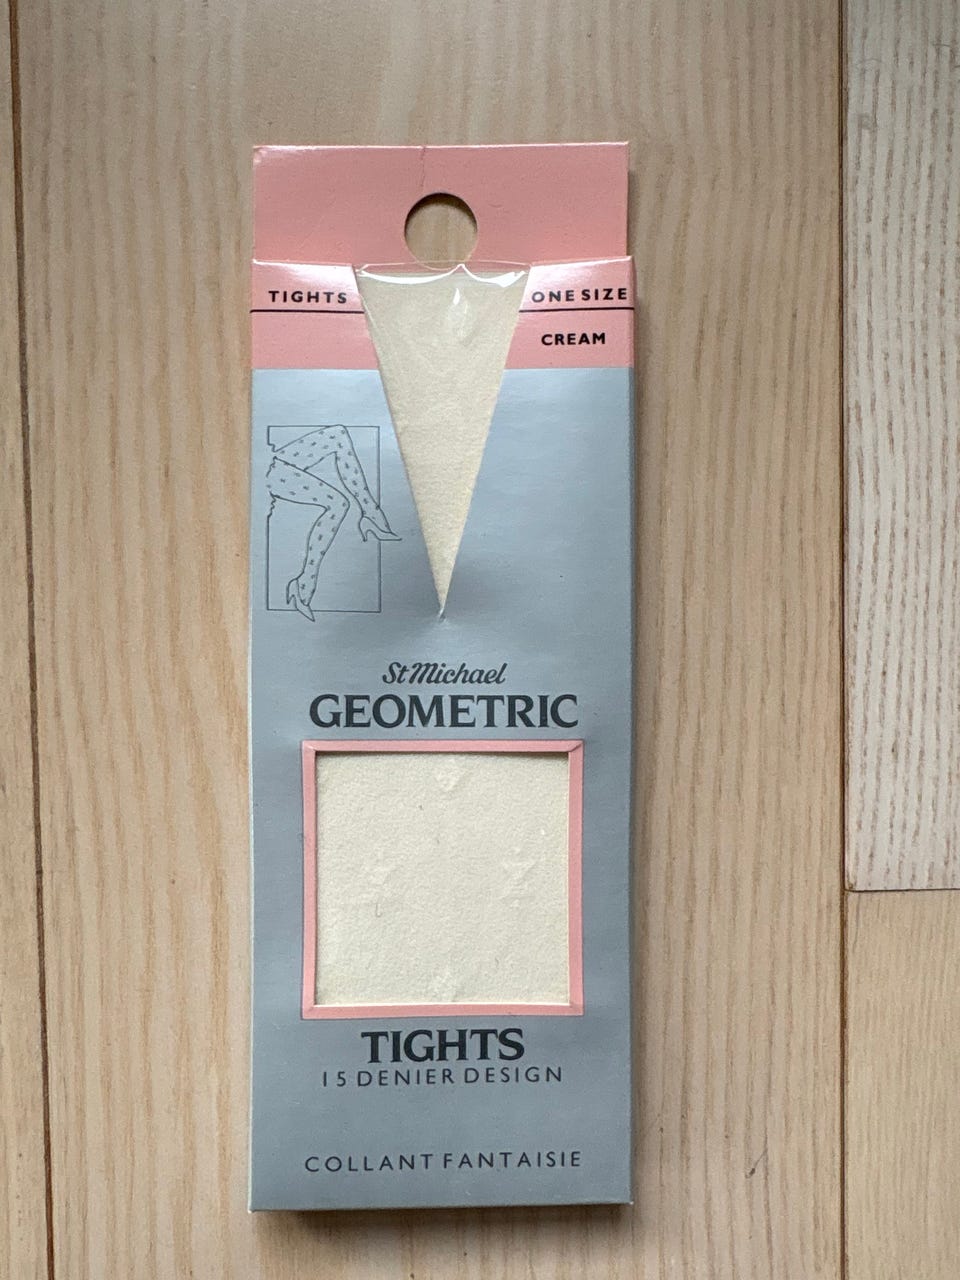 TIGHTS
ONE SIZE
CREAM
St Michael
GEOMETRIC
TIGHTS
15 DENIER DESIGN
COLLANT FANTAISIE